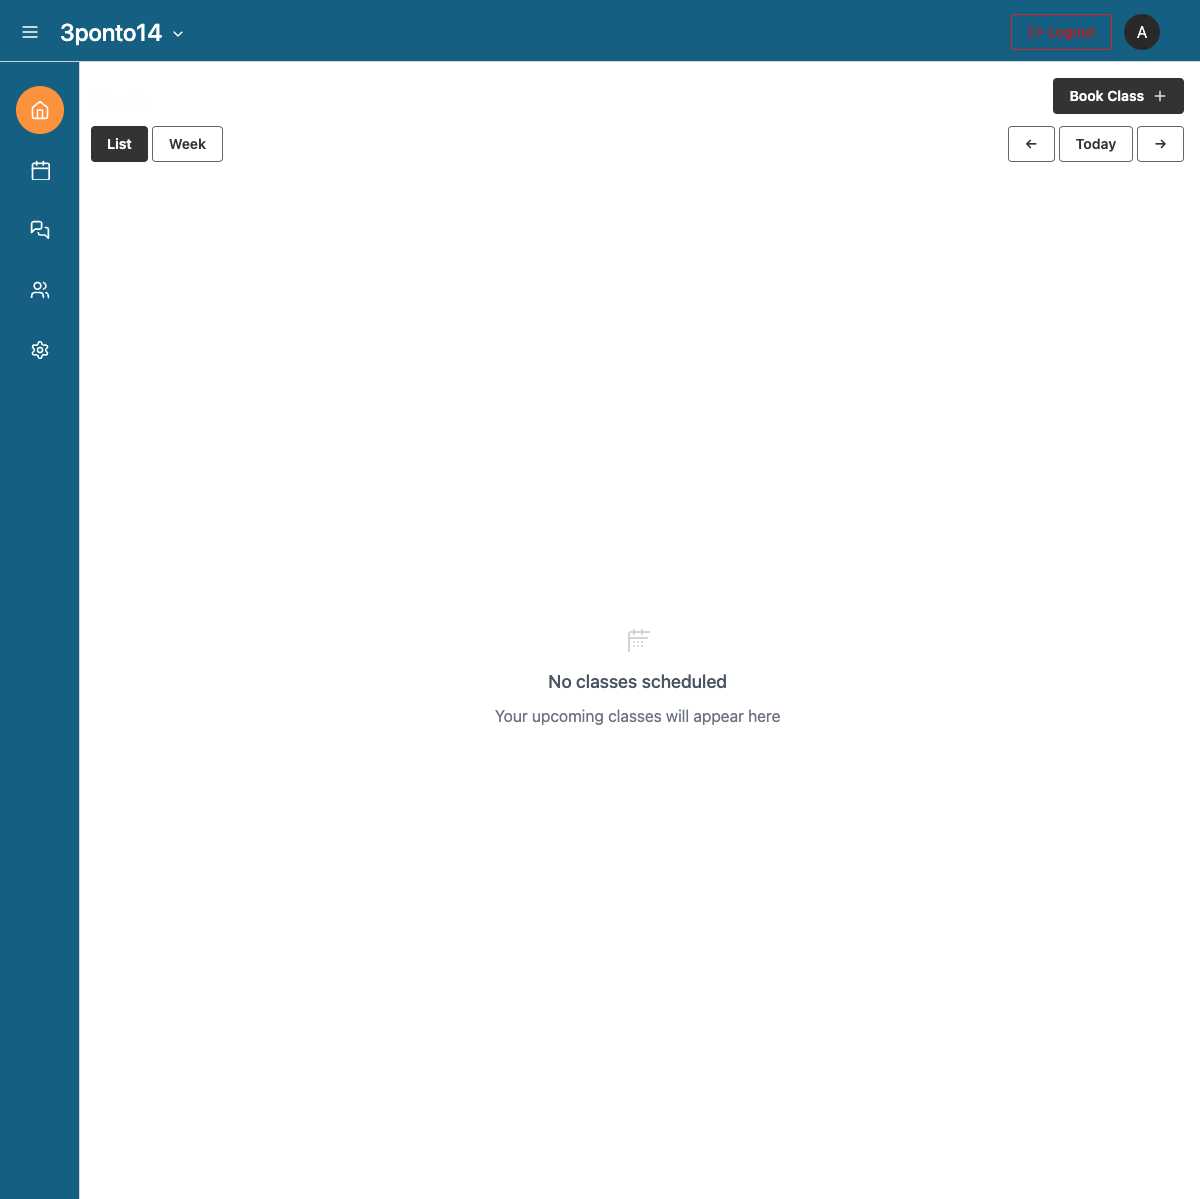 3ponto14
Logout
A
Book Class
List
Week
Today
No classes scheduled
Your upcoming classes will appear here